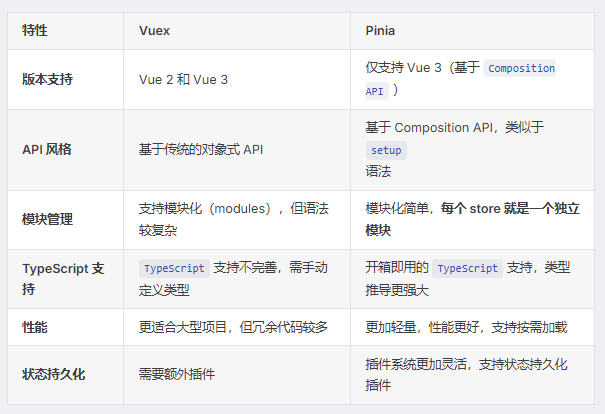 特性 Vuex Pinia
版本支持 Vue 2 和 Vue 3 仅支持 Vue 3（基于 Composition
API ）
API 风格 基于传统的对象式 API 基于 Composition API，类似于
setup
语法
模块管理 支持模块化（modules），但语法
较复杂 模块化简单，每个 store 就是一个独立
模块
TypeScript 支
持 TypeScript 支持不完善，需手动
定义类型 开箱即用的 TypeScript 支持，类型
推导更强大
性能 更适合大型项目，但冗余代码较多 更加轻量，性能更好，支持按需加载
状态持久化 需要额外插件 插件系统更加灵活，支持状态持久化
插件